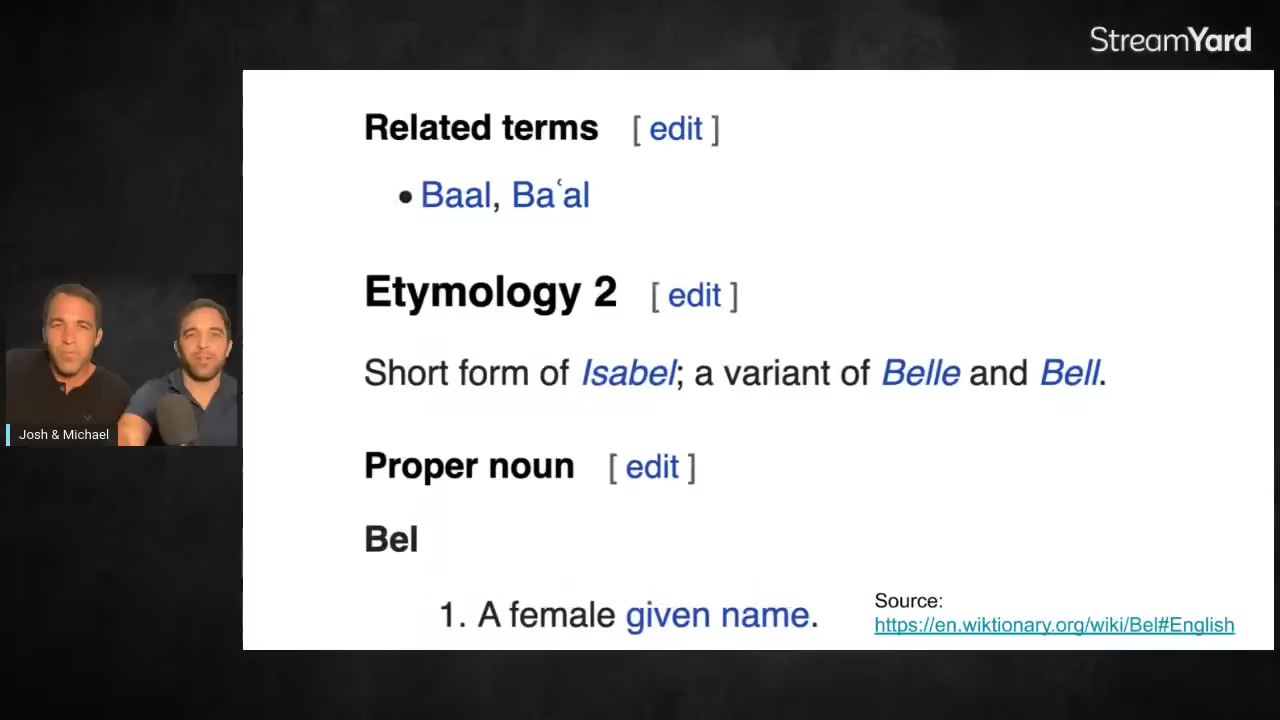 StreamYard
Related terms [ edit ]
• Baal, Baʿal
Etymology 2 [ edit ]
Short form of Isabel; a variant of Belle and Bell.
Proper noun [ edit ]
Bel
1. A female given name.
Source:
https://en.wiktionary.org/wiki/Bel#English
Josh & Michael